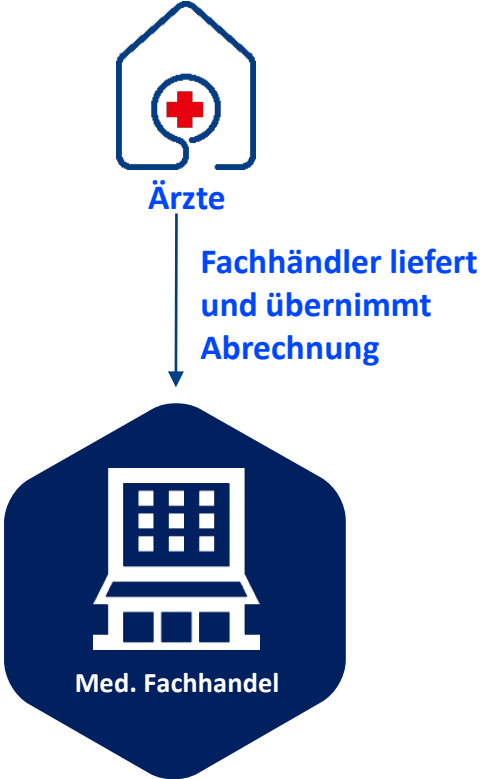 Ärzte
Fachhändler liefert
und übernimmt
Abrechnung
Med. Fachhandel